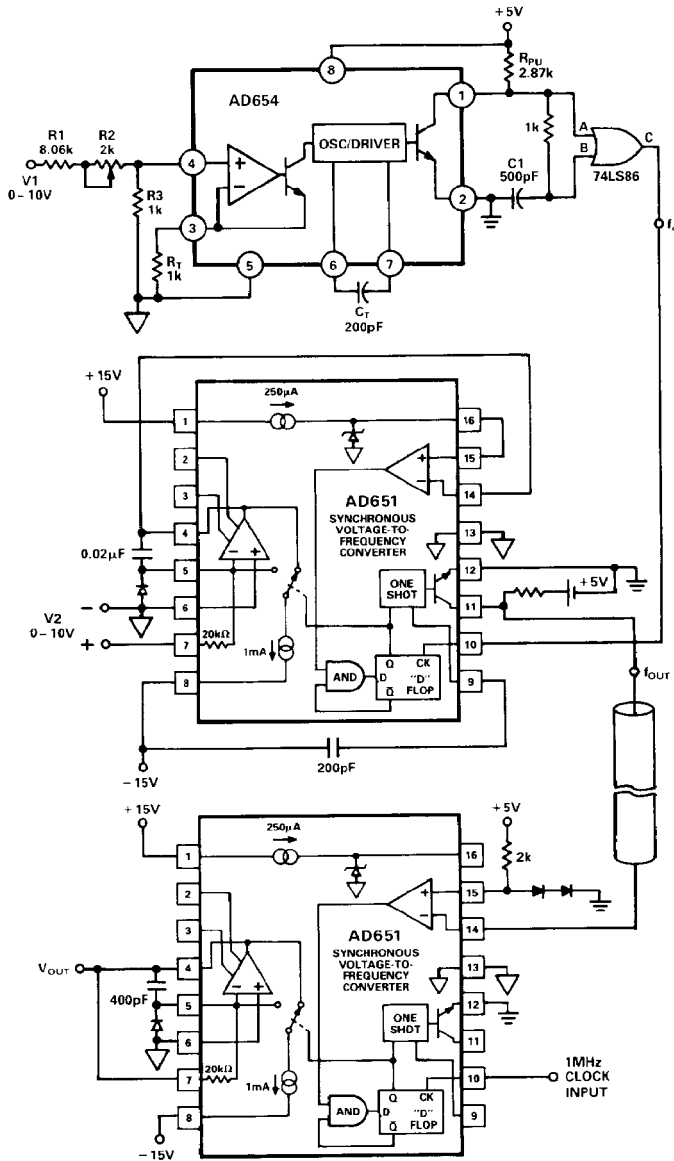 +5V
R_PU
2.87k
8
AD654
1
R1
8.06k
R2
2k
4
+
−
OSC/DRIVER
1k
A
B
C
74LS86
V1
0–10V
R3
1k
C1
500pF
2
3
R_T
1k
5
6
7
C_T
200pF
+15V
250µA
1
16
2
15
+
−
3
14
AD651
SYNCHRONOUS
VOLTAGE-TO-
FREQUENCY
CONVERTER
4
13
0.02µF
5
− +
12
+5V
ONE
SHOT
11
−
6
V2
0–10V
+
7
20kΩ
1mA
10
Q CK
AND
D "D"
Q̅ FLOP
8
9
fOUT
−15V
200pF
+15V
250µA
+5V
1
16
2k
2
15
+
−
3
14
AD651
SYNCHRONOUS
VOLTAGE-TO-
FREQUENCY
CONVERTER
VOUT
4
13
400pF
5
− +
12
ONE
SHOT
6
11
1MHz
CLOCK
INPUT
7
20kΩ
1mA
10
Q CK
AND
D "D"
Q̅ FLOP
8
9
−15V